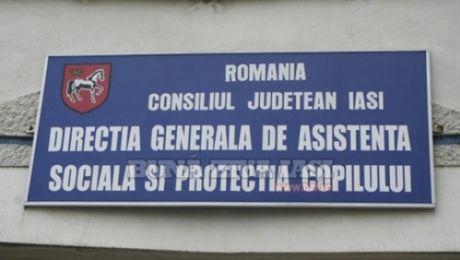 ROMANIA
CONSILIUL JUDETEAN IASI
DIRECTIA GENERALA DE ASISTENTA
SOCIALA SI PROTECTIA COPILULUI